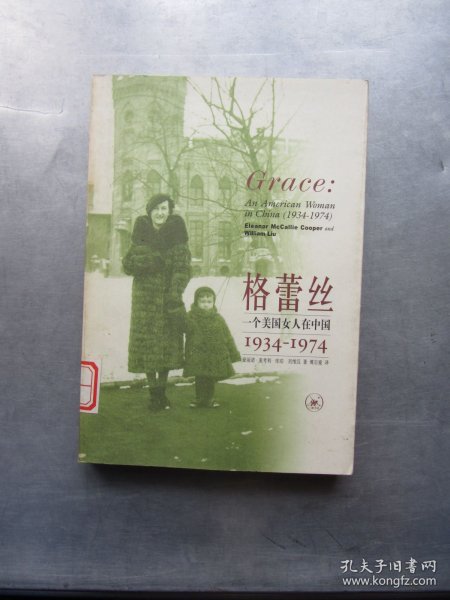 Grace:
An American Woman
in China (1934-1974)
Eleanor McCallie Cooper and
William Liu
格蕾丝
一个美国女人在中国
1934-1974
孔夫子旧书网
www.kongfz.com